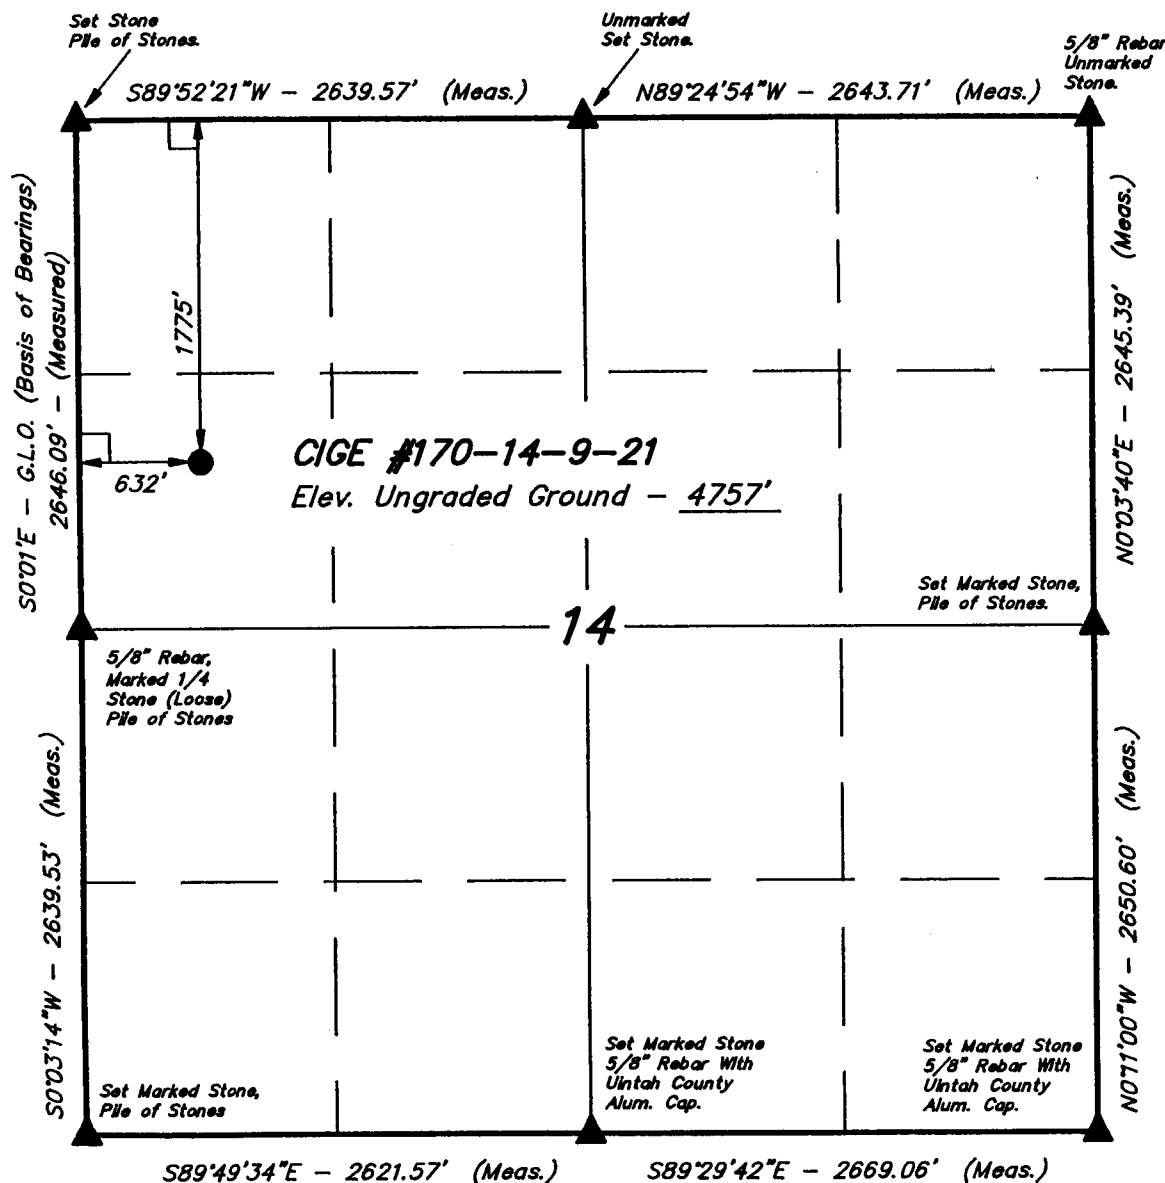 Set Stone
Pile of Stones.
Unmarked
Set Stone.
5/8" Rebar
Unmarked
Stone.
S89°52'21"W - 2639.57' (Meas.)
N89°24'54"W - 2643.71' (Meas.)
S0°01'E - G.L.O. (Basis of Bearings)
2646.09' - (Measured)
1775'
632'
N0°03'40"E - 2645.39' (Meas.)
CIGE #170-14-9-21
Elev. Ungraded Ground - 4757'
Set Marked Stone,
Pile of Stones.
14
5/8" Rebar,
Marked 1/4
Stone (Loose)
Pile of Stones
S0°03'14"W - 2639.53' (Meas.)
N0°11'00"W - 2650.60' (Meas.)
Set Marked Stone,
Pile of Stones
Set Marked Stone
5/8" Rebar With
Uintah County
Alum. Cap.
Set Marked Stone
5/8" Rebar With
Uintah County
Alum. Cap.
S89°49'34"E - 2621.57' (Meas.)
S89°29'42"E - 2669.06' (Meas.)